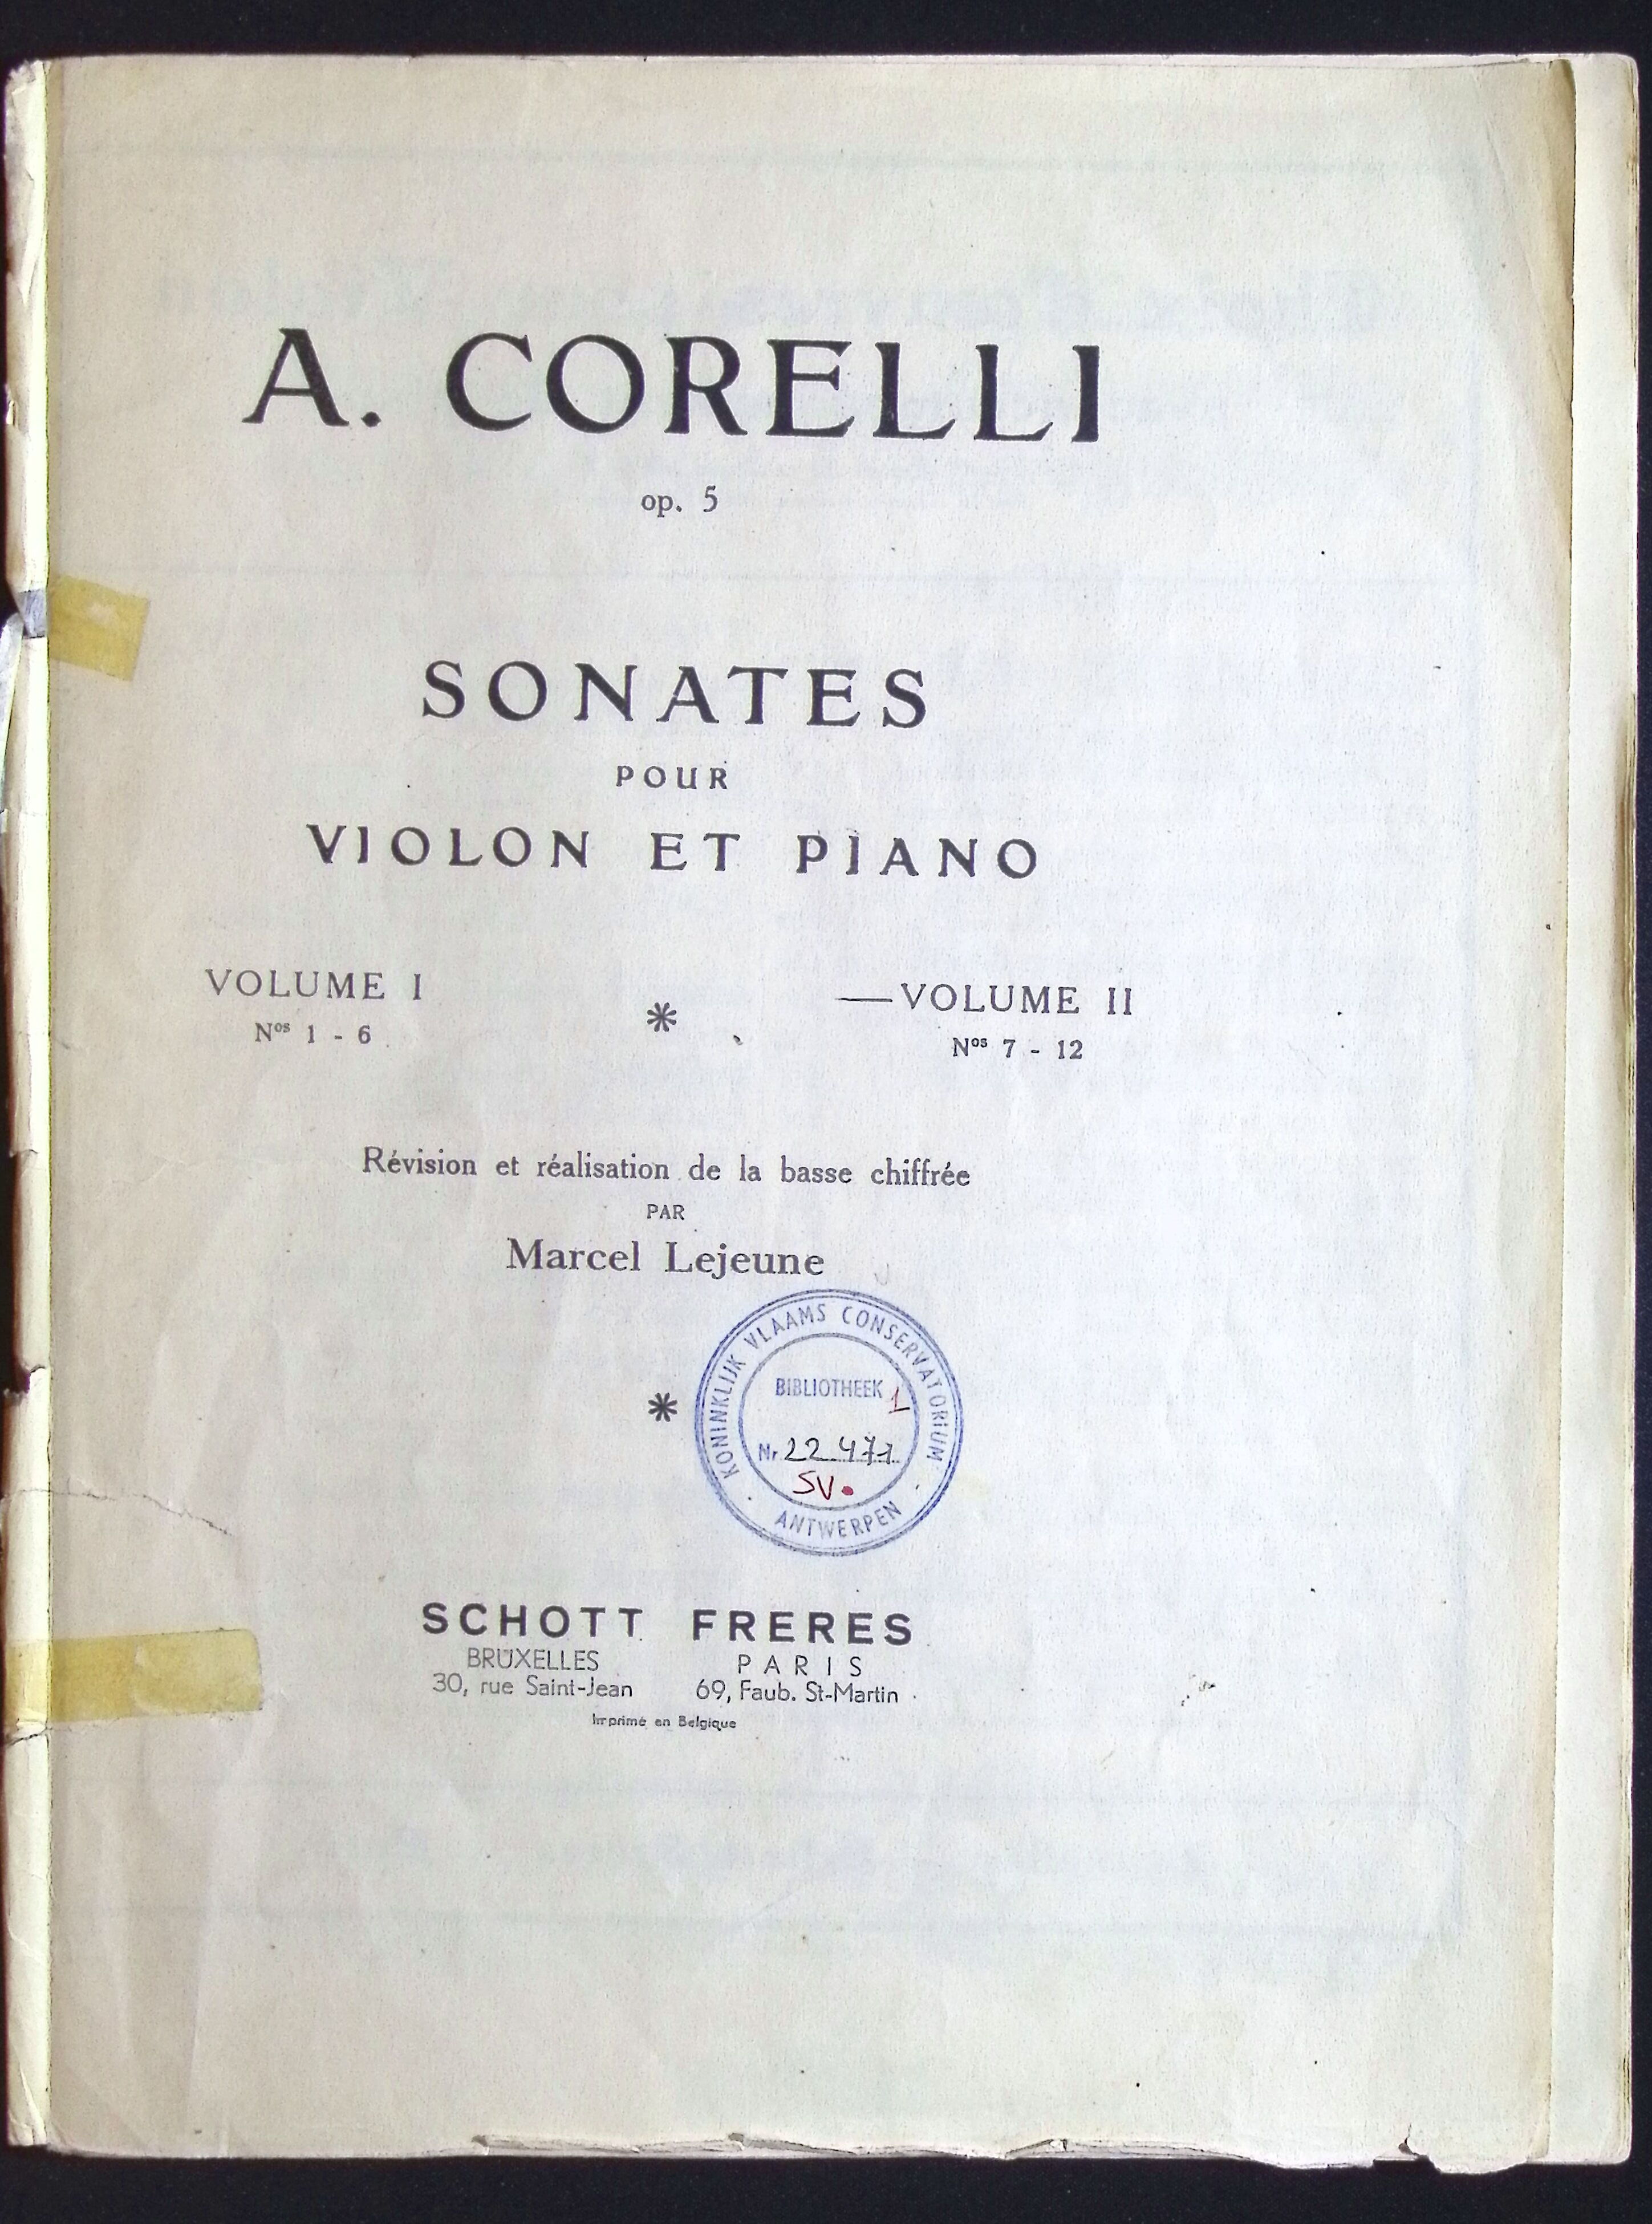 A. CORELLI
op. 5
SONATES
POUR
VIOLON ET PIANO
VOLUME I
Nos 1 - 6
*
—VOLUME II
Nos 7 - 12
Révision et réalisation de la basse chiffrée
PAR
Marcel Lejeune
*
KONINKLIJK VLAAMS CONSERVATORIUM
· ANTWERPEN ·
BIBLIOTHEEK 1
Nr 22.471
SV.
SCHOTT FRERES
BRUXELLES
30, rue Saint-Jean
PARIS
69, Faub. St-Martin
Imprimé en Belgique